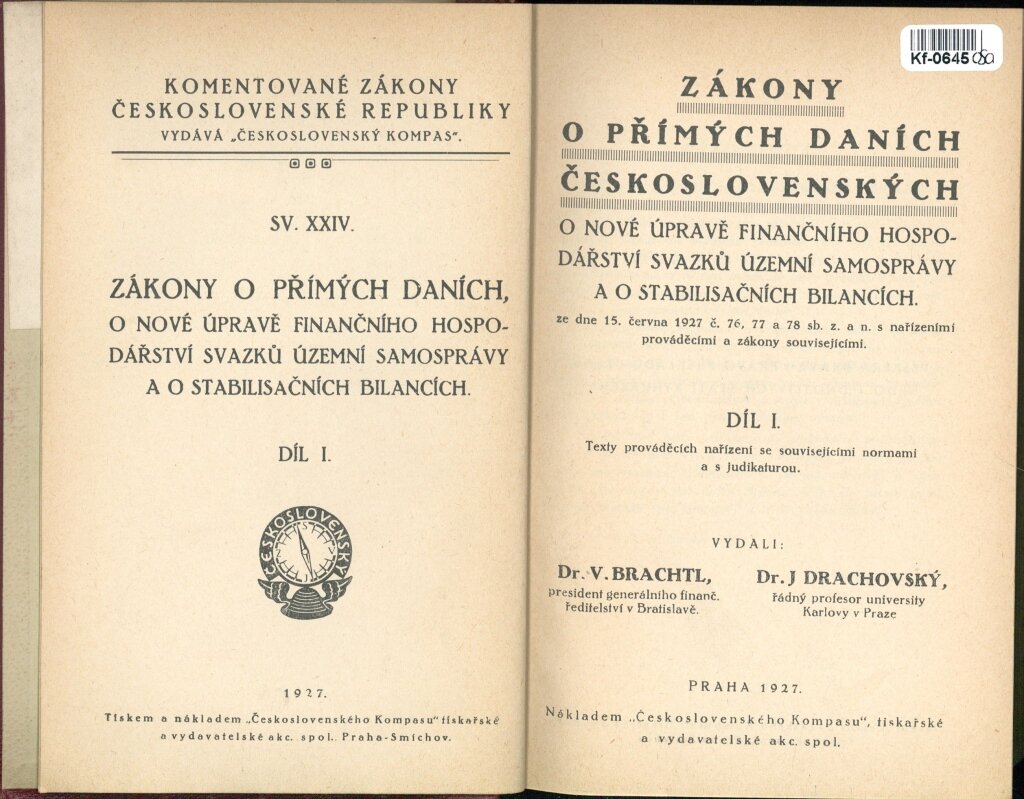 KOMENTOVANÉ ZÁKONY
ČESKOSLOVENSKÉ REPUBLIKY
VYDÁVÁ „ČESKOSLOVENSKÝ KOMPAS".
SV. XXIV.
ZÁKONY O PŘÍMÝCH DANÍCH,
O NOVÉ ÚPRAVĚ FINANČNÍHO HOSPO-
DÁŘSTVÍ SVAZKŮ ÚZEMNÍ SAMOSPRÁVY
A O STABILISAČNÍCH BILANCÍCH.
DÍL I.
ČESKOSLOVENSKÝ
1927.
Tiskem a nákladem „Československého Kompasu" tiskařské
a vydavatelské akc. spol.. Praha-Smíchov.
Kf-0645
ZÁKONY
O PŘÍMÝCH DANÍCH
ČESKOSLOVENSKÝCH
O NOVÉ ÚPRAVĚ FINANČNÍHO HOSPO-
DÁŘSTVÍ SVAZKŮ ÚZEMNÍ SAMOSPRÁVY
A O STABILISAČNÍCH BILANCÍCH.
ze dne 15. června 1927 č. 76, 77 a 78 sb. z. a n. s nařízeními
prováděcími a zákony souvisejícími.
DÍL I.
Texty prováděcích nařízení se souvisejícími normami
a s judikaturou.
VYDALI:
Dr. V. BRACHTL,
president generálního finanč.
ředitelství v Bratislavě.
Dr. J DRACHOVSKÝ,
řádný profesor university
Karlovy v Praze
PRAHA 1927.
Nákladem „Československého Kompasu", tiskařské
a vydavatelské akc. spol.